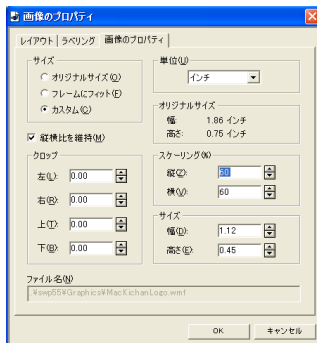 画像のプロパティ
レイアウト ラベリング 画像のプロパティ
サイズ
オリジナルサイズ(O)
フレームにフィット(F)
カスタム(C)
縦横比を維持(M)
クロップ
左(L): 0.00
右(R): 0.00
上(T): 0.00
下(B): 0.00
単位(U)
インチ
オリジナルサイズ
幅: 1.86 インチ
高さ: 0.75 インチ
スケーリング(%)
縦(Z): 60
横(V): 60
サイズ
幅(D): 1.12
高さ(E): 0.45
ファイル名(N)
.¥swp55¥Graphics¥MacKichanLogo.wmf
OK キャンセル